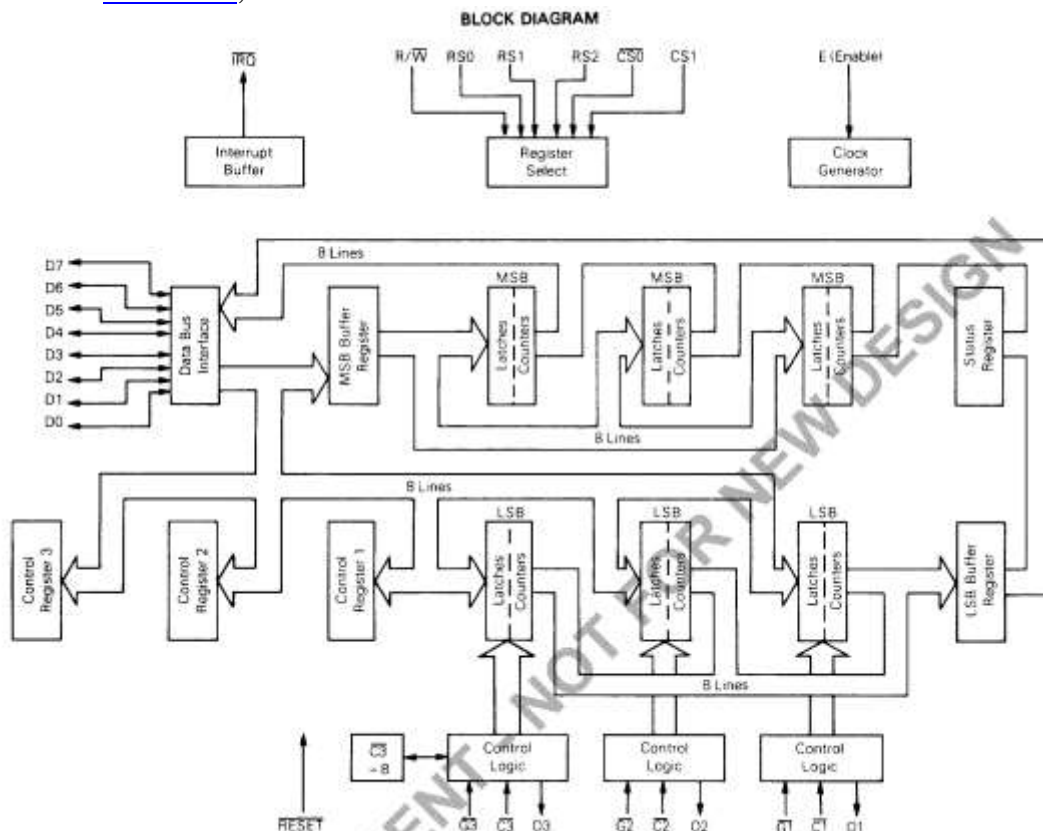 BLOCK DIAGRAM
IRQ
R/W RS0 RS1 RS2 CS0 CS1
E (Enable)
Interrupt
Buffer
Register
Select
Clock
Generator
8 Lines
D7
D6
D5
D4
D3
D2
D1
D0
Data Bus
Interface
MSB Buffer
Register
MSB
Latches
Counters
MSB
Latches
Counters
MSB
Latches
Counters
Status
Register
8 Lines
8 Lines
Control
Register 3
Control
Register 2
Control
Register 1
LSB
Latches
Counters
LSB
Latches
Counters
LSB
Latches
Counters
LSB Buffer
Register
8 Lines
C3
÷ 8
Control
Logic
Control
Logic
Control
Logic
RESET
G3 C3 O3
G2 C2 O2
G1 C1 O1
ENT - NOT FOR NEW DESIGN